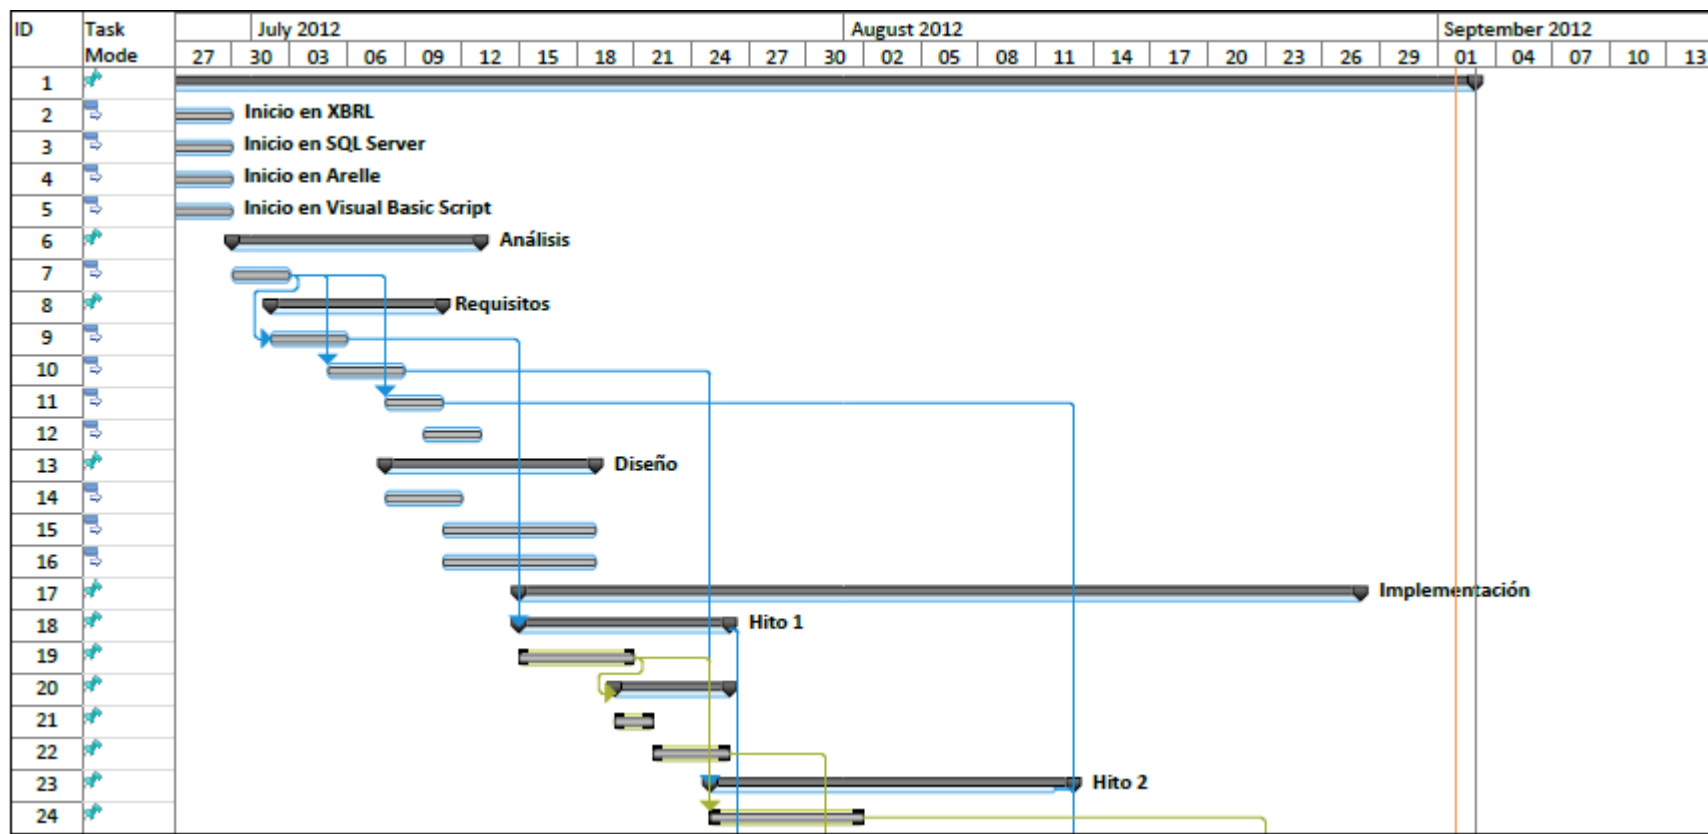 ID Task July 2012 August 2012 September 2012
Mode 27 30 03 06 09 12 15 18 21 24 27 30 02 05 08 11 14 17 20 23 26 29 01 04 07 10 13
1
2 Inicio en XBRL
3 Inicio en SQL Server
4 Inicio en Arelle
5 Inicio en Visual Basic Script
6 Análisis
7
8 Requisitos
9
10
11
12
13 Diseño
14
15
16
17 Implementación
18 Hito 1
19
20
21
22
23 Hito 2
24